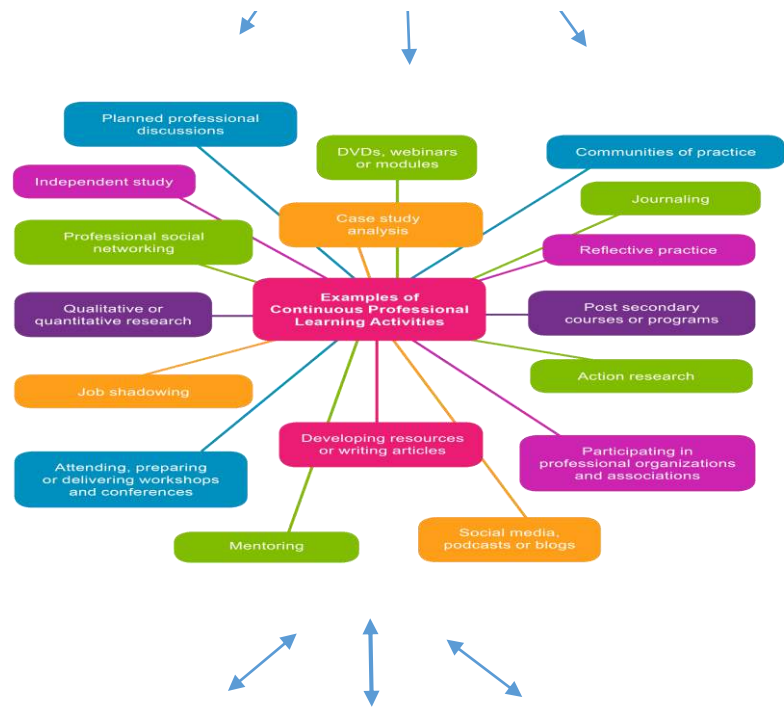 Planned professional
discussions
DVDs, webinars
or modules
Communities of practice
Independent study
Journaling
Case study
analysis
Professional social
networking
Reflective practice
Examples of
Continuous Professional
Learning Activities
Qualitative or
quantitative research
Post secondary
courses or programs
Job shadowing
Action research
Developing resources
or writing articles
Participating in
professional organizations
and associations
Attending, preparing
or delivering workshops
and conferences
Mentoring
Social media,
podcasts or blogs